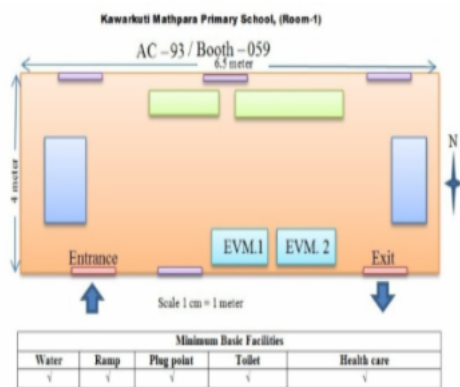 Kawarkuti Mathpara Primary School, (Room-1)
AC – 93 / Booth – 059
6.5 meter
4 meter
N
EVM.1 EVM. 2
Entrance Exit
Scale 1 cm = 1 meter
Minimum Basic Facilities
Water Ramp Plug point Toilet Health care
√ √ √ √ √